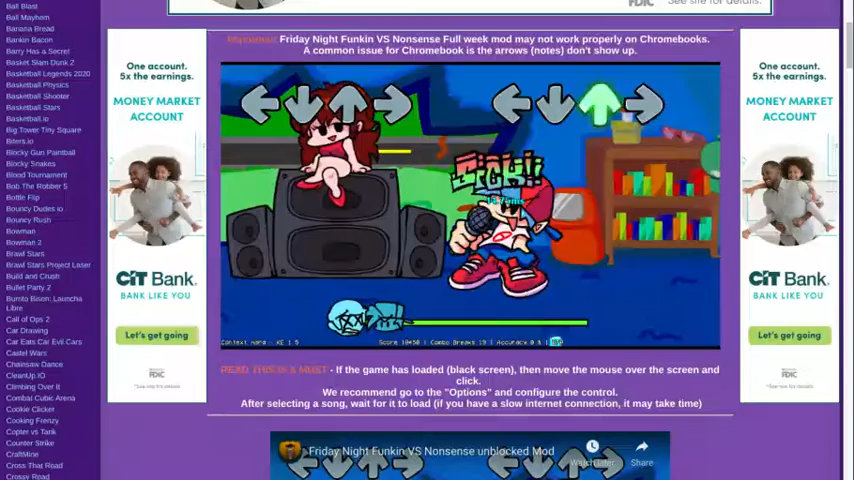 see site for details.
FDIC
Ball Blast
Ball Mayhem
Banana Bread
Bankin Bacon
Barry Has a Secret
Basket Slam Dunk 2
Basketball Legends 2020
Basketball Physics
Basketball Shooter
Basketball Stars
Basketball.io
Big Tower Tiny Square
Biters.io
Blocky Gun Paintball
Blocky Snakes
Blood Tournament
Bob The Robber 5
Bottle Flip
Bouncy Dudes io
Bouncy Rush
Bowman
Bowman 2
Brawl Stars
Brawl Stars Project Laser
Build and Crush
Bullet Party 2
Burrito Bison: Launcha
Libre
Call of Ops 2
Car Drawing
Car Eats Car Evil Cars
Castel Wars
Chainsaw Dance
CleanUP.IO
Climbing Over It
Combat Cubic Arena
Cookie Clicker
Cooking Frenzy
Copter vs Tank
Counter Strike
CraftMine
Cross That Road
Crossy Road
One account.
5x the earnings.
MONEY MARKET
ACCOUNT
CIT Bank
BANK LIKE YOU
Let's get going
FDIC
Important: Friday Night Funkin VS Nonsense Full week mod may not work properly on Chromebooks.
A common issue for Chromebook is the arrows (notes) don't show up.
Combo Breaks
READ THIS is A MUST - If the game has loaded (black screen), then move the mouse over the screen and
click.
We recommend go to the "Options" and configure the control.
After selecting a song, wait for it to load (if you have a slow internet connection, it may take time)
Friday Night Funkin VS Nonsense unblocked Mod
Watch later
Share
One account.
5x the earnings.
MONEY MARKET
ACCOUNT
CIT Bank
BANK LIKE YOU
Let's get going
FDIC